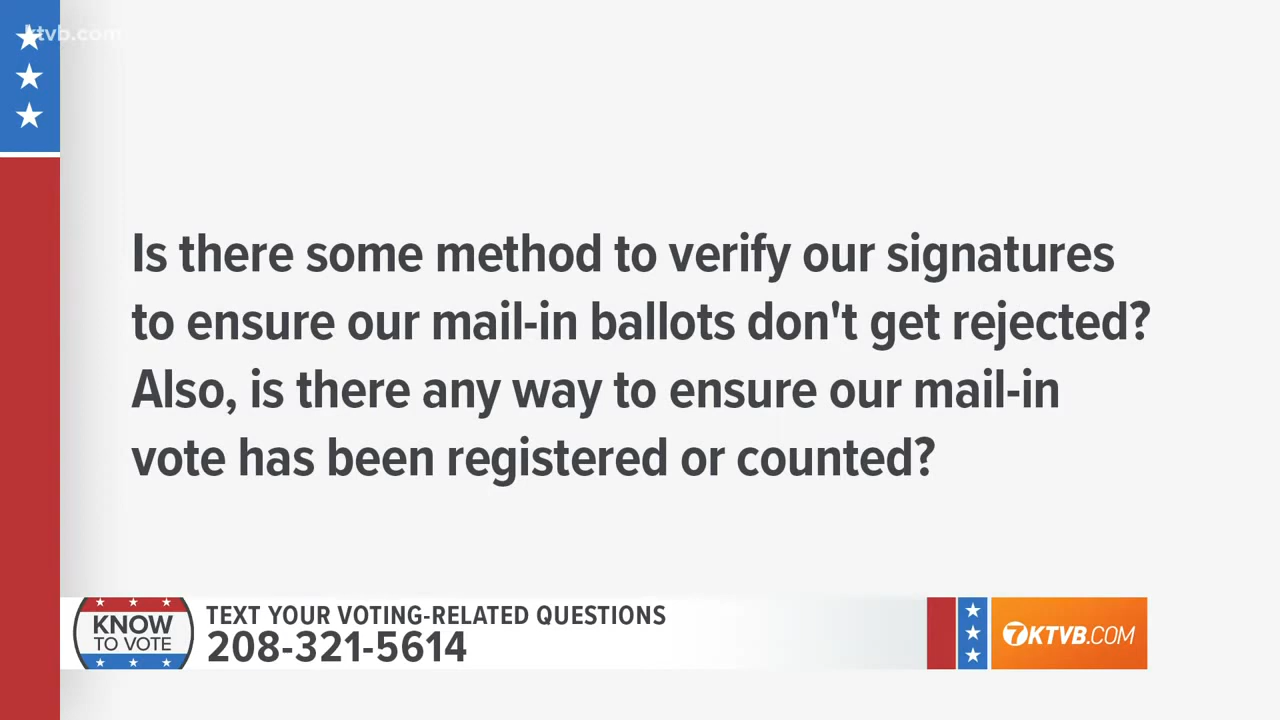 ktvb.com
Is there some method to verify our signatures
to ensure our mail-in ballots don't get rejected?
Also, is there any way to ensure our mail-in
vote has been registered or counted?
KNOW
TO VOTE
TEXT YOUR VOTING-RELATED QUESTIONS
208-321-5614
7KTVB.COM